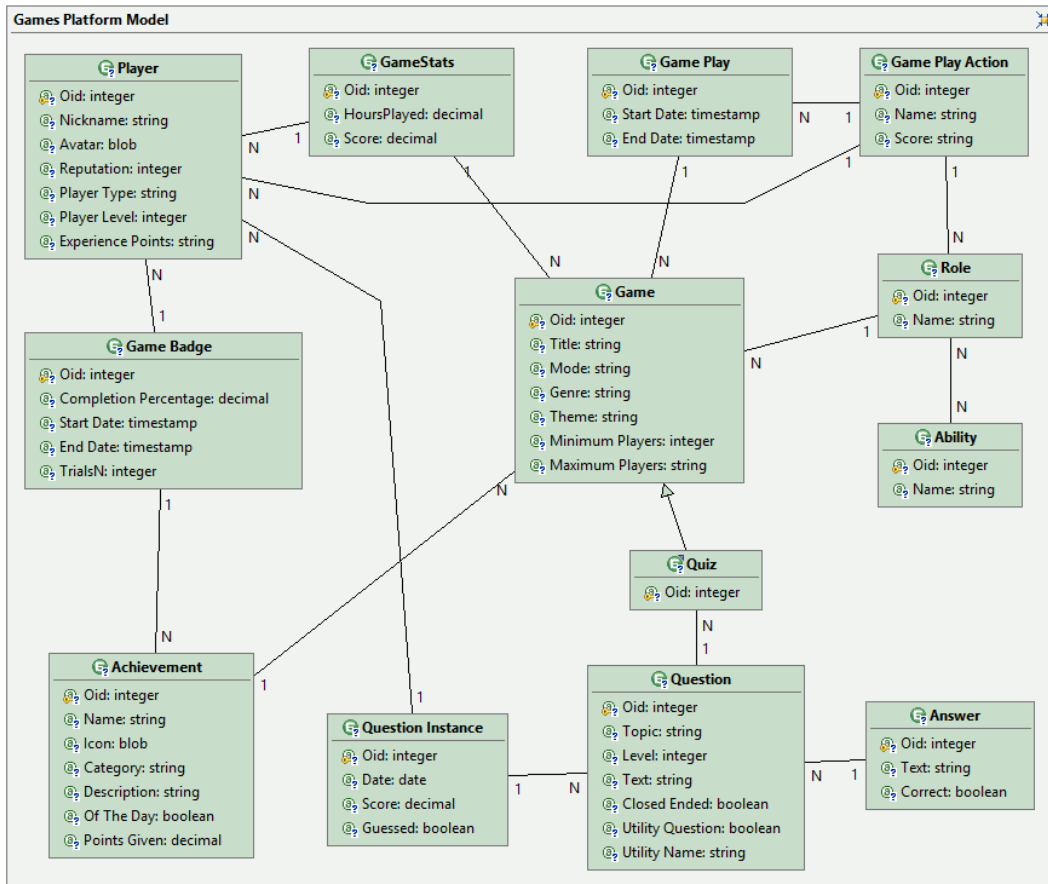 Games Platform Model
Player
Oid: integer
Nickname: string
Avatar: blob
Reputation: integer
Player Type: string
Player Level: integer
Experience Points: string
GameStats
Oid: integer
HoursPlayed: decimal
Score: decimal
Game Play
Oid: integer
Start Date: timestamp
End Date: timestamp
Game Play Action
Oid: integer
Name: string
Score: string
N
1
N
1
N
1
N
1
N
1
N
1
N
N
1
Game Badge
Oid: integer
Completion Percentage: decimal
Start Date: timestamp
End Date: timestamp
TrialsN: integer
Game
Oid: integer
Title: string
Mode: string
Genre: string
Theme: string
Minimum Players: integer
Maximum Players: string
Role
Oid: integer
Name: string
1
N
N
N
Ability
Oid: integer
Name: string
1
N
N
1
Quiz
Oid: integer
N
1
Achievement
Oid: integer
Name: string
Icon: blob
Category: string
Description: string
Of The Day: boolean
Points Given: decimal
1
Question Instance
Oid: integer
Date: date
Score: decimal
Guessed: boolean
1
N
Question
Oid: integer
Topic: string
Level: integer
Text: string
Closed Ended: boolean
Utility Question: boolean
Utility Name: string
N
1
Answer
Oid: integer
Text: string
Correct: boolean